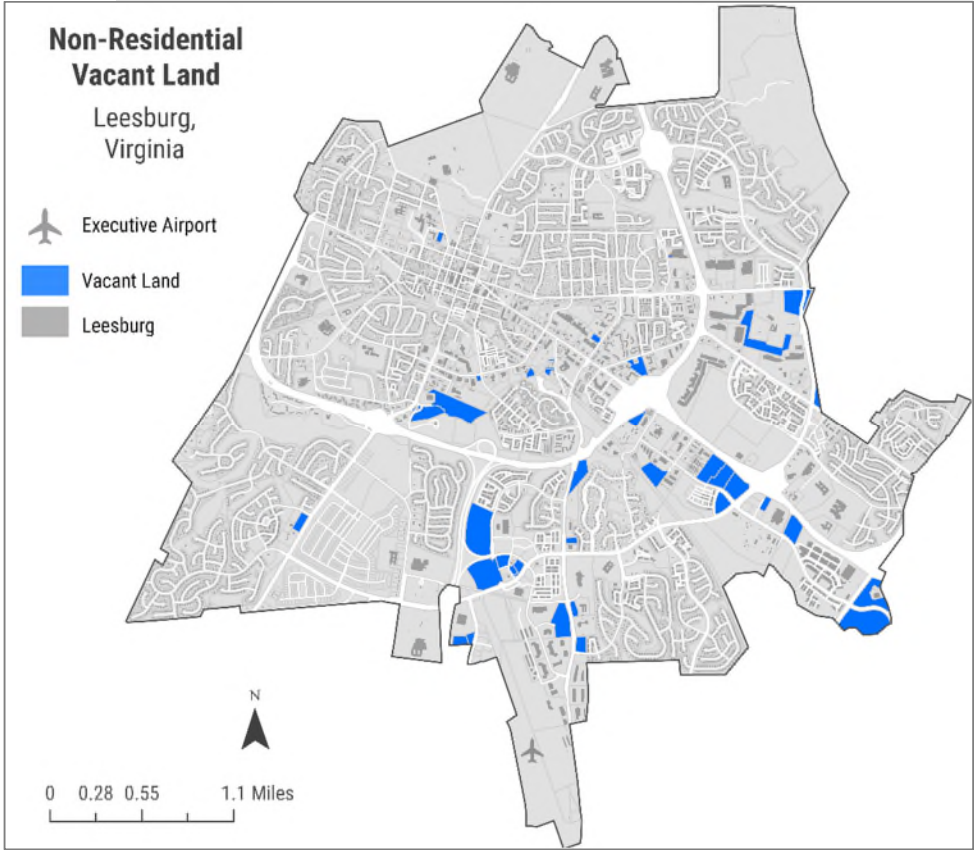 Non-Residential
Vacant Land
Leesburg,
Virginia
Executive Airport
Vacant Land
Leesburg
N
0 0.28 0.55 1.1 Miles